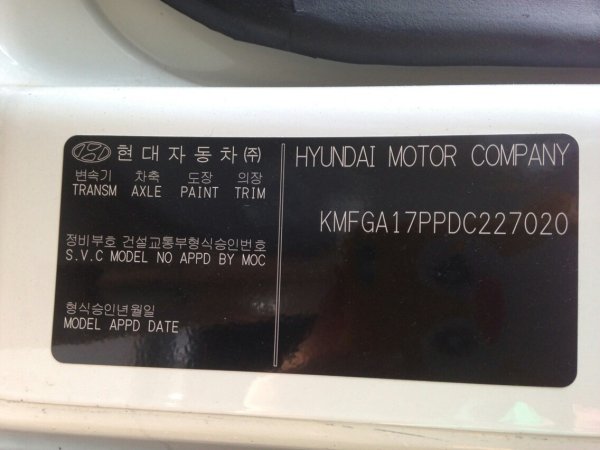 현대자동차㈜
변속기 차축 도장 의장
TRANSM AXLE PAINT TRIM
정비부호 건설교통부형식승인번호
S.V.C MODEL NO APPD BY MOC
형식승인년월일
MODEL APPD DATE
HYUNDAI MOTOR COMPANY
KMFGA17PPDC227020